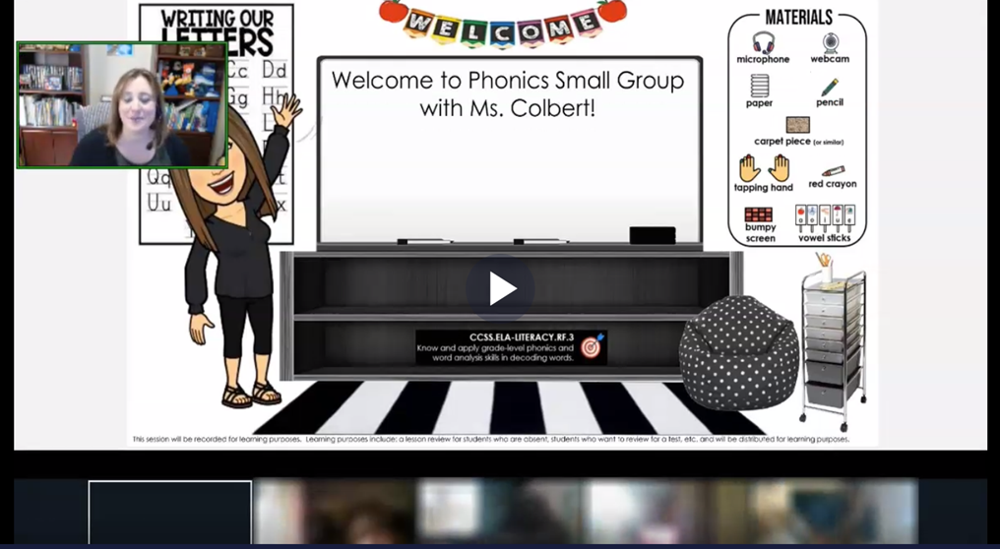 WRITING OUR
LETTERS
Cc Dd
Gg Hh
Qq
Uu
WELCOME
Welcome to Phonics Small Group
with Ms. Colbert!
MATERIALS
microphone
webcam
paper
pencil
carpet piece (or similar)
tapping hand
red crayon
bumpy
screen
vowel sticks
CCSS.ELA-LITERACY.RF.3
Know and apply grade-level phonics and
word analysis skills in decoding words.
This session will be recorded for learning purposes. Learning purposes include: a lesson review for students who are absent, students who want to review for a test, etc. and will be distributed for learning purposes.